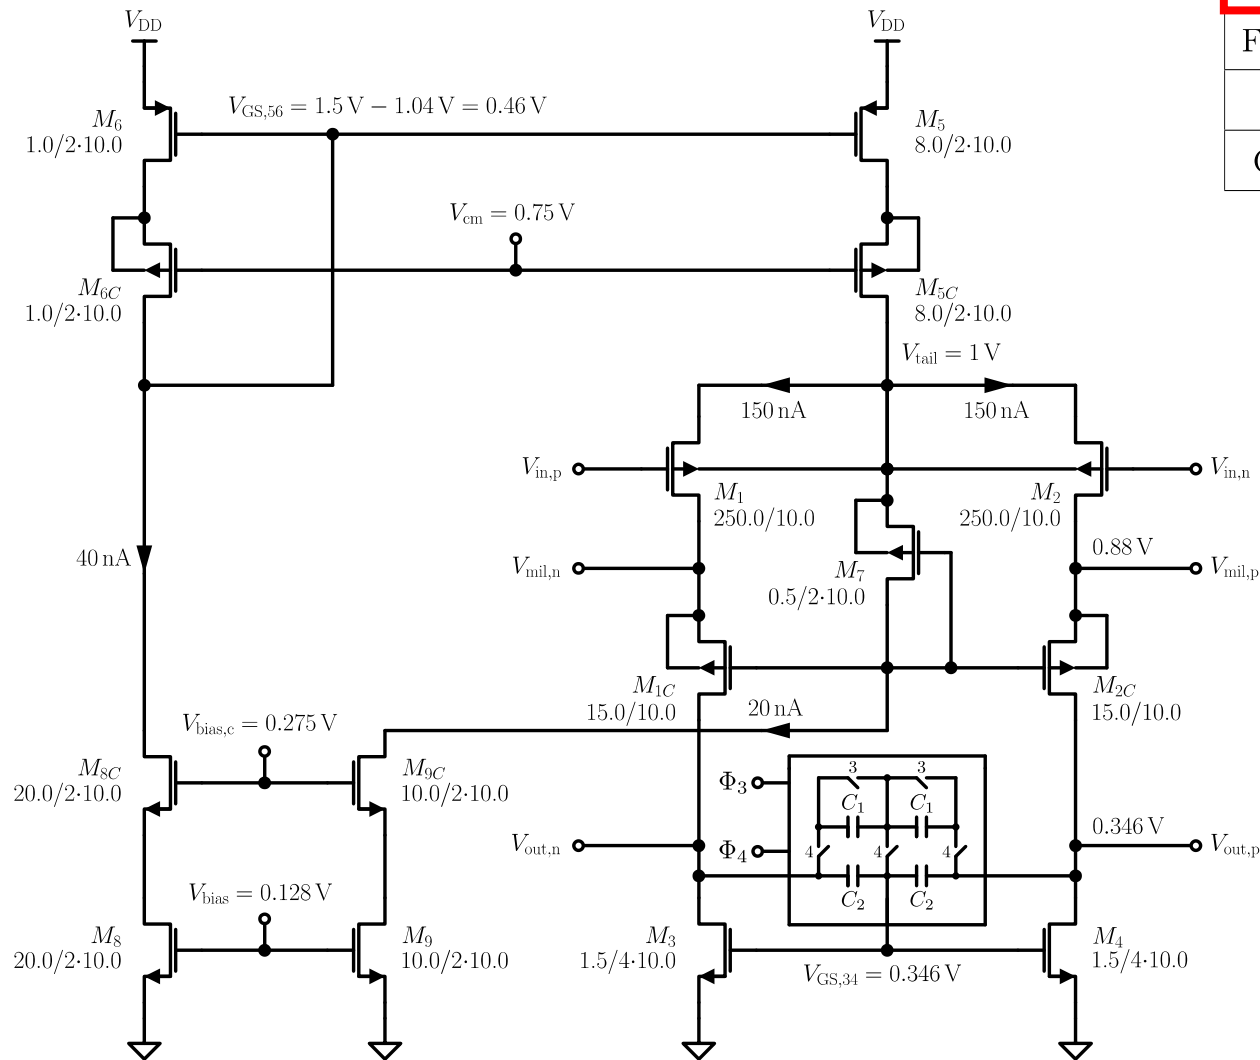 V_DD
V_DD
F
V_GS,56 = 1.5 V − 1.04 V = 0.46 V
M_6
1.0/2·10.0
M_5
8.0/2·10.0
V_cm = 0.75 V
M_6C
1.0/2·10.0
M_5C
8.0/2·10.0
V_tail = 1 V
150 nA
150 nA
V_in,p
V_in,n
M_1
250.0/10.0
M_2
250.0/10.0
40 nA
V_mil,n
M_7
0.5/2·10.0
0.88 V
V_mil,p
M_1C
15.0/10.0
M_2C
15.0/10.0
20 nA
V_bias,c = 0.275 V
M_8C
20.0/2·10.0
M_9C
10.0/2·10.0
Φ_3
3
3
C_1
C_1
V_out,n
Φ_4
4
4
4
0.346 V
V_out,p
C_2
C_2
V_bias = 0.128 V
M_8
20.0/2·10.0
M_9
10.0/2·10.0
M_3
1.5/4·10.0
M_4
1.5/4·10.0
V_GS,34 = 0.346 V